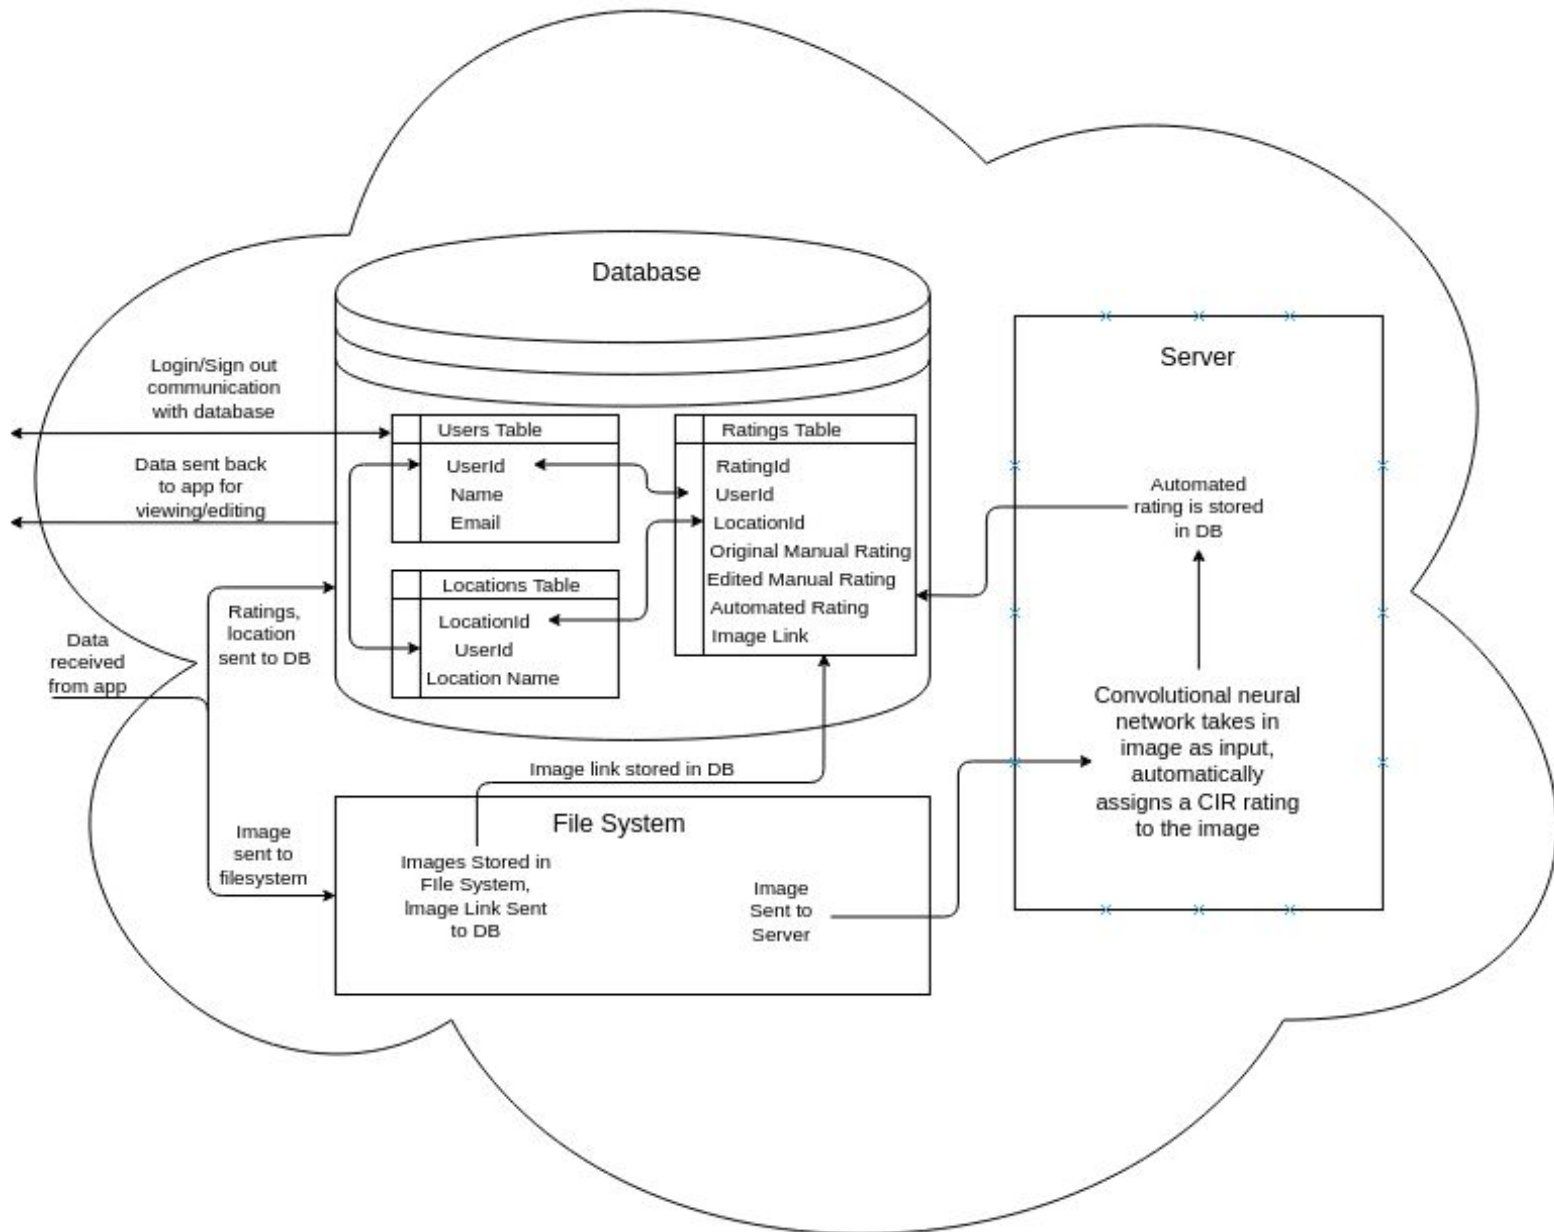 Database
Login/Sign out
communication
with database
Data sent back
to app for
viewing/editing
Data
received
from app
Ratings,
location
sent to DB
Image
sent to
filesystem
Users Table
UserId
Name
Email
Locations Table
LocationId
UserId
Location Name
Ratings Table
RatingId
UserId
LocationId
Original Manual Rating
Edited Manual Rating
Automated Rating
Image Link
Image link stored in DB
File System
Images Stored in
FIle System,
Image Link Sent
to DB
Image
Sent to
Server
Server
Automated
rating is stored
in DB
Convolutional neural
network takes in
image as input,
automatically
assigns a CIR rating
to the image